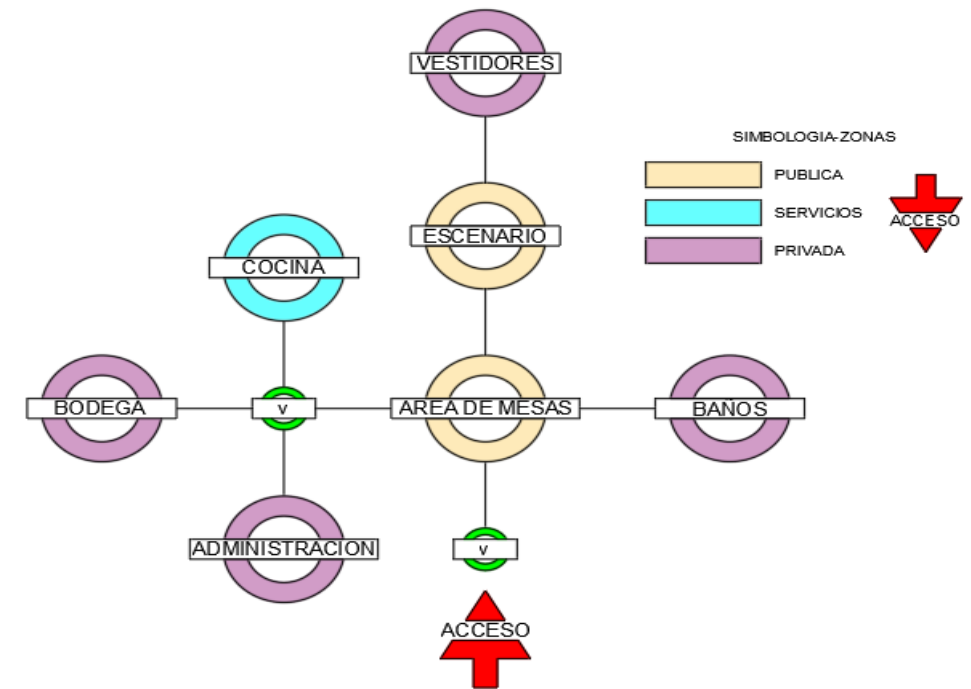 VESTIDORES
SIMBOLOGIA-ZONAS
PUBLICA
SERVICIOS
PRIVADA
ACCESO
ESCENARIO
COCINA
BODEGA
v
AREA DE MESAS
BAÑOS
ADMINISTRACION
v
ACCESO